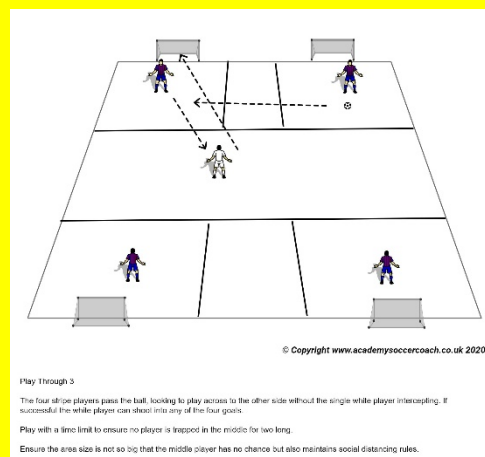 © Copyright www.academysoccercoach.co.uk 2020
Play Through 3
The four stripe players pass the ball, looking to play across to the other side without the single white player intercepting. If
successful the white player can shoot into any of the four goals.
Play with a time limit to ensure no player is trapped in the middle for two long.
Ensure the area size is not so big that the middle player has no chance but also maintains social distancing rules.